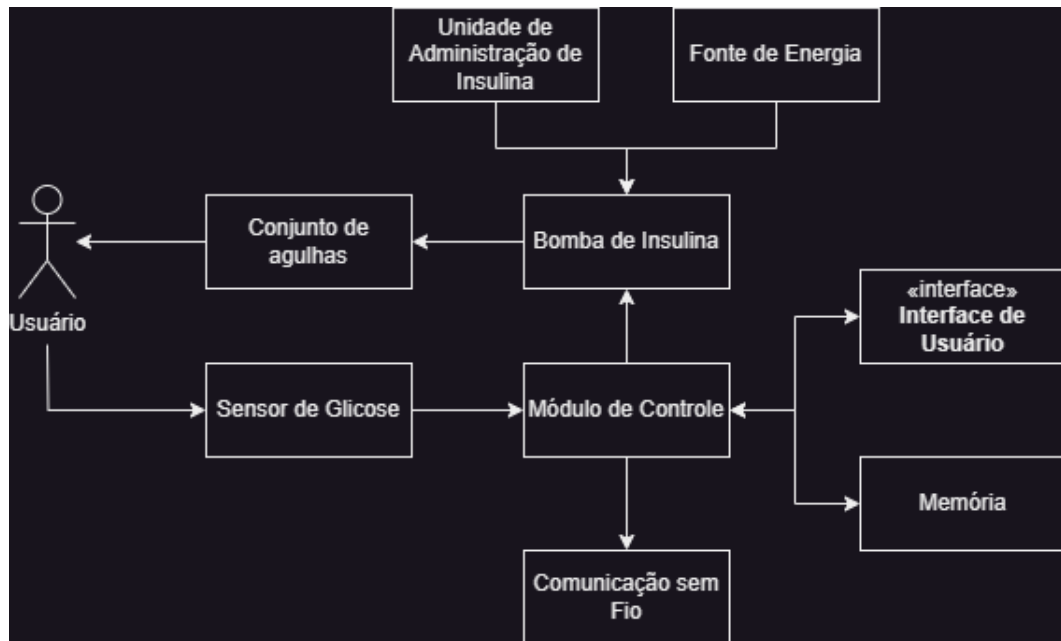 Unidade de
Administração de
Insulina
Fonte de Energia
Conjunto de
agulhas
Bomba de Insulina
«interface»
Interface de
Usuário
Usuário
Sensor de Glicose
Módulo de Controle
Memória
Comunicação sem
Fio